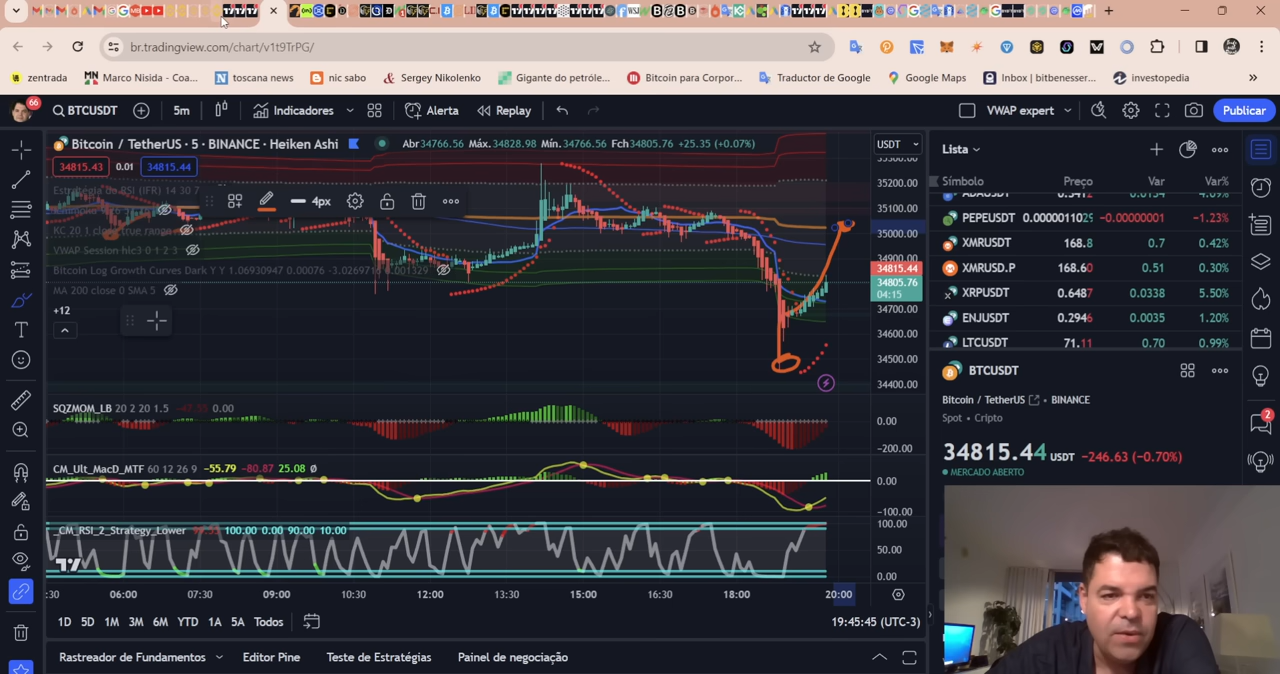 br.tradingview.com/chart/v1t9TrPG/
zentrada
Marco Nisida - Coa...
toscana news
nic sabo
Sergey Nikolenko
Gigante do petróle...
Bitcoin para Corpor...
Tradutor de Google
Google Maps
Inbox | bitbenesser...
investopedia
»
66
BTCUSDT
5m
Indicadores
Alerta
Replay
VWAP expert
Publicar
Bitcoin / TetherUS · 5 · BINANCE · Heiken Ashi
Abr34766.56 Máx.34828.98 Mín.34766.56 Fch34805.76 +25.35 (+0.07%)
34815.43 0.01 34815.44
Estratégia do RSI (IFR) 14 30 7
4px
KC 20 1 close true range
VWAP Session hlc3 0 1 2 3
Bitcoin Log Growth Curves Dark Y Y 1.06930947 0.00076 -3.0269716 0.001329
MA 200 close 0 SMA 5
+12
USDT
35300.00
35200.00
35100.00
35000.00
34900.00
34815.44
34805.76
04:15
34700.00
34600.00
34500.00
34400.00
SQZMOM_LB 20 2 20 1.5 -47.55 0.00
0.00
-200.00
CM_Ult_MacD_MTF 60 12 26 9 −55.79 −80.87 25.08 Ø
0.00
-100.00
_CM_RSI_2_Strategy_Lower 100.00 0.00 90.00 10.00
100.00
50.00
0.00
:30
06:00
07:30
09:00
10:30
12:00
13:30
15:00
16:30
18:00
20:00
1D 5D 1M 3M 6M YTD 1A 5A Todos
19:45:45 (UTC-3)
Rastreador de Fundamentos
Editor Pine
Teste de Estratégias
Painel de negociação
Lista
Símbolo Preço Var Var%
PEPEUSDT 0.000001102 −0.00000001 −1.23%
XMRUSDT 168.8 0.7 0.42%
XMRUSD.P 168.60 0.51 0.30%
XRPUSDT 0.6487 0.0338 5.50%
ENJUSDT 0.2946 0.0035 1.20%
LTCUSDT 71.11 0.70 0.99%
BTCUSDT
Bitcoin / TetherUS • BINANCE
Spot • Cripto
34815.44 USDT −246.63 (−0.70%)
MERCADO ABERTO
2